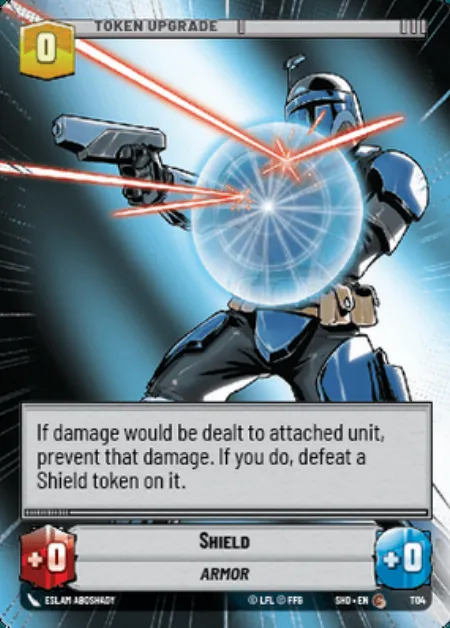 TOKEN UPGRADE
0
If damage would be dealt to attached unit,
prevent that damage. If you do, defeat a
Shield token on it.
+0
SHIELD
+0
ARMOR
ESLAM ABOSHADY
© LFL © FFG
SHD • EN
T04